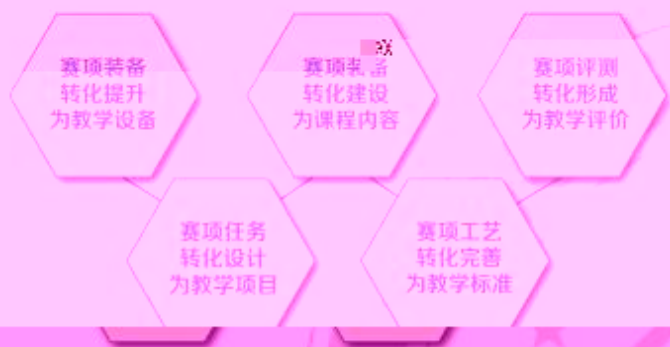 赛项装备
转化提升
为教学设备
赛项装备
转化建设
为课程内容
赛项评测
转化形成
为教学评价
赛项任务
转化设计
为教学项目
赛项工艺
转化完善
为教学标准